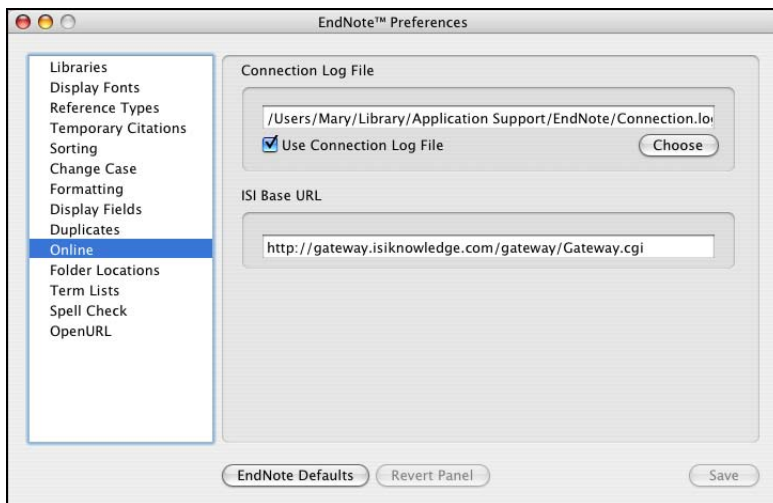 EndNote™ Preferences
Libraries
Display Fonts
Reference Types
Temporary Citations
Sorting
Change Case
Formatting
Display Fields
Duplicates
Online
Folder Locations
Term Lists
Spell Check
OpenURL
Connection Log File
/Users/Mary/Library/Application Support/EndNote/Connection.lo
Use Connection Log File
Choose
ISI Base URL
http://gateway.isiknowledge.com/gateway/Gateway.cgi
EndNote Defaults
Revert Panel
Save